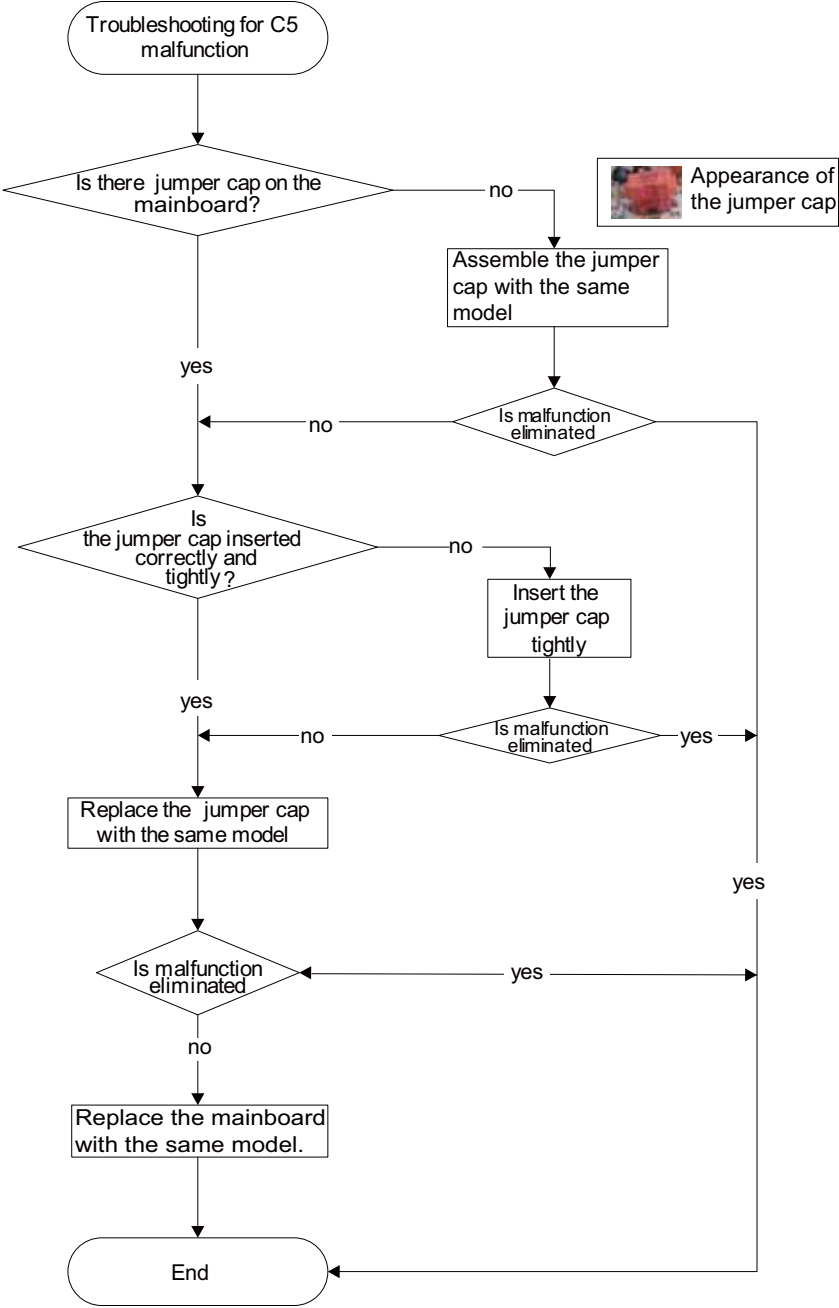 Troubleshooting for C5
malfunction
Is there jumper cap on the
mainboard?
no
Appearance of
the jumper cap
Assemble the jumper
cap with the same
model
yes
Is malfunction
eliminated
no
Is
the jumper cap inserted
correctly and
tightly?
no
Insert the
jumper cap
tightly
yes
Is malfunction
eliminated
no
yes
Replace the jumper cap
with the same model
yes
Is malfunction
eliminated
yes
no
Replace the mainboard
with the same model.
End